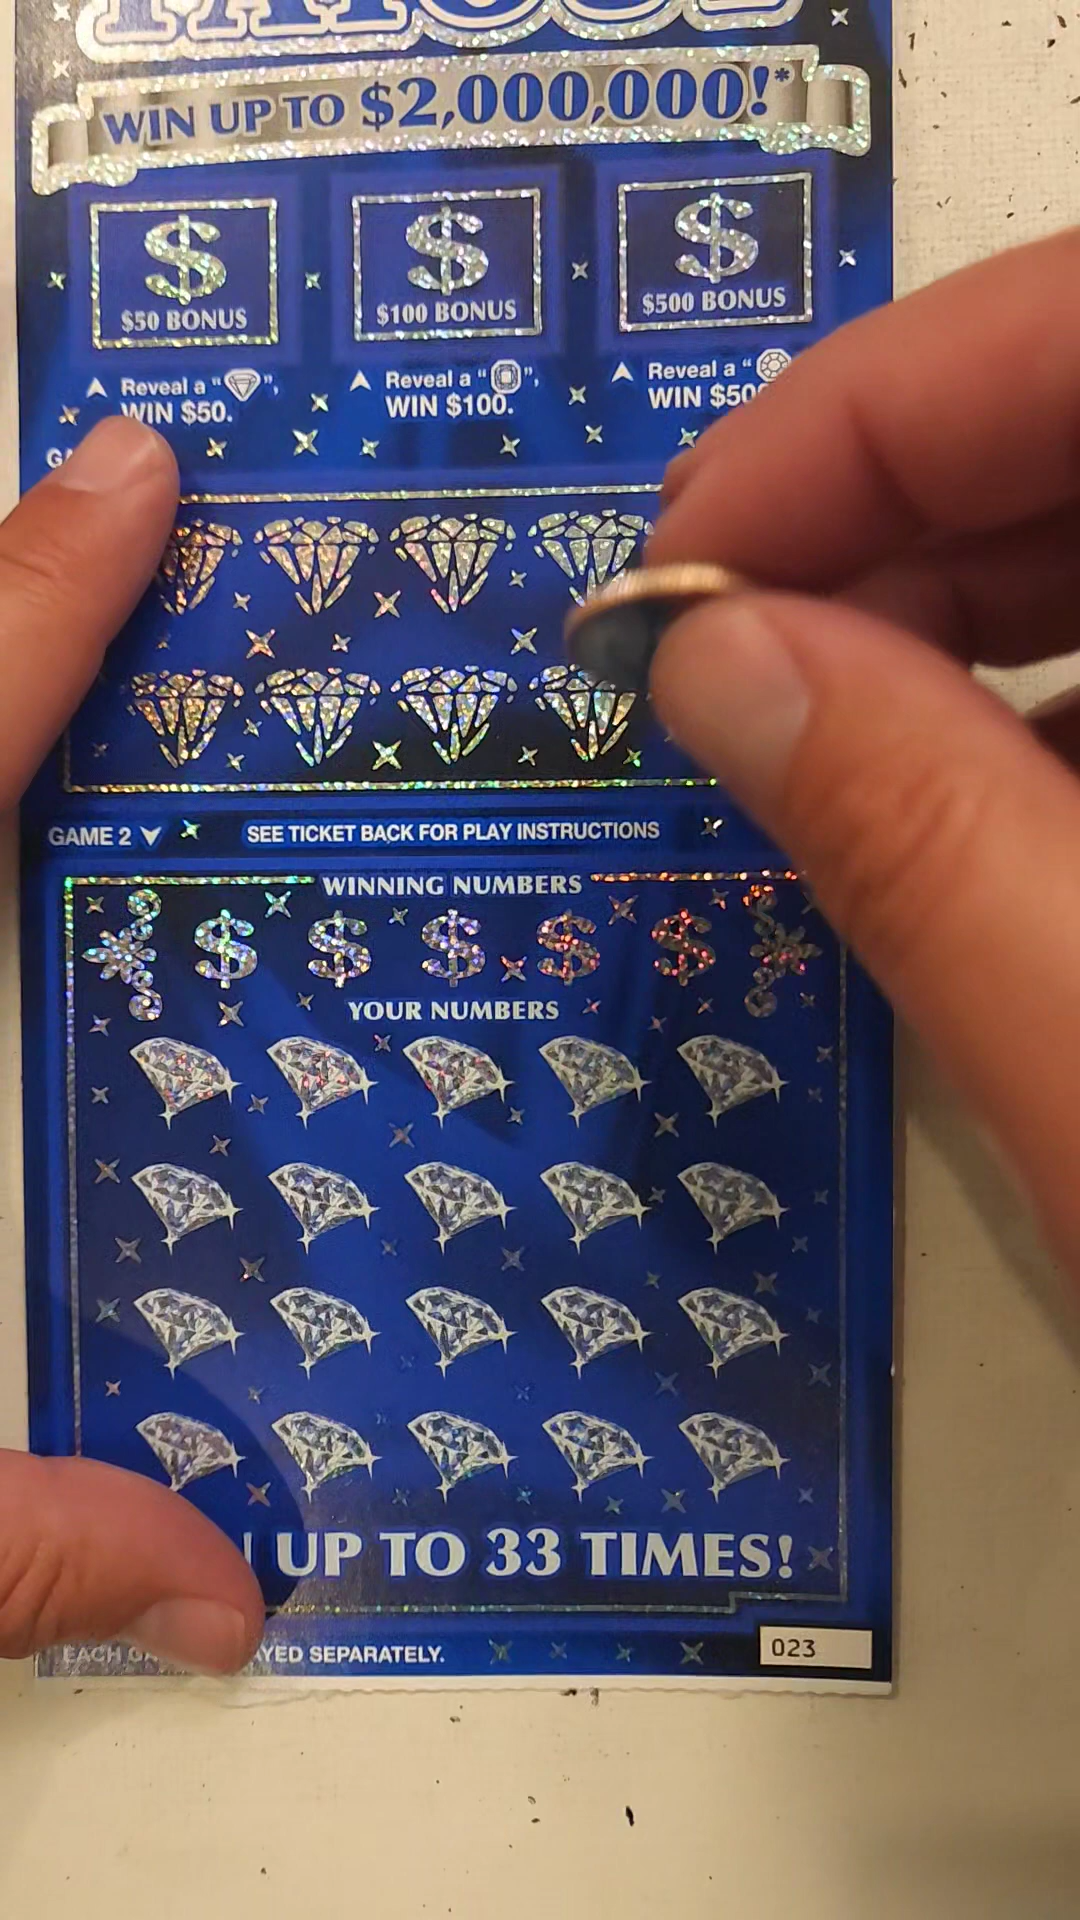 WIN UP TO $2,000,000!*
$50 BONUS
$100 BONUS
$500 BONUS
Reveal a " ",
WIN $50.
Reveal a " ",
WIN $100.
Reveal a "
WIN $50
GAME 2
SEE TICKET BACK FOR PLAY INSTRUCTIONS
WINNING NUMBERS
$ $ $ $ $
YOUR NUMBERS
UP TO 33 TIMES!
EACH
SEPARATELY.
023